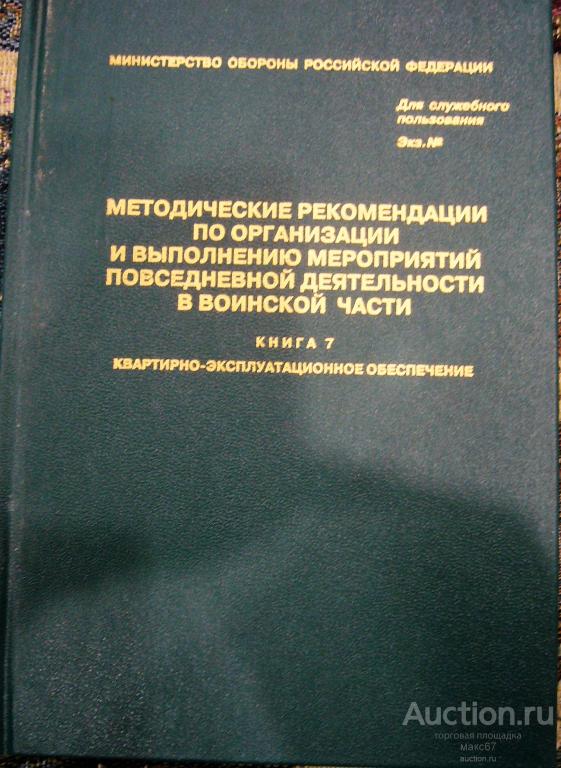 МИНИСТЕРСТВО ОБОРОНЫ РОССИЙСКОЙ ФЕДЕРАЦИИ
Для служебного
пользования
Экз.№
МЕТОДИЧЕСКИЕ РЕКОМЕНДАЦИИ
ПО ОРГАНИЗАЦИИ
И ВЫПОЛНЕНИЮ МЕРОПРИЯТИЙ
ПОВСЕДНЕВНОЙ ДЕЯТЕЛЬНОСТИ
В ВОИНСКОЙ ЧАСТИ
КНИГА 7
КВАРТИРНО-ЭКСПЛУАТАЦИОННОЕ ОБЕСПЕЧЕНИЕ
Auction.ru
торговая площадка
макс67
auction.ru